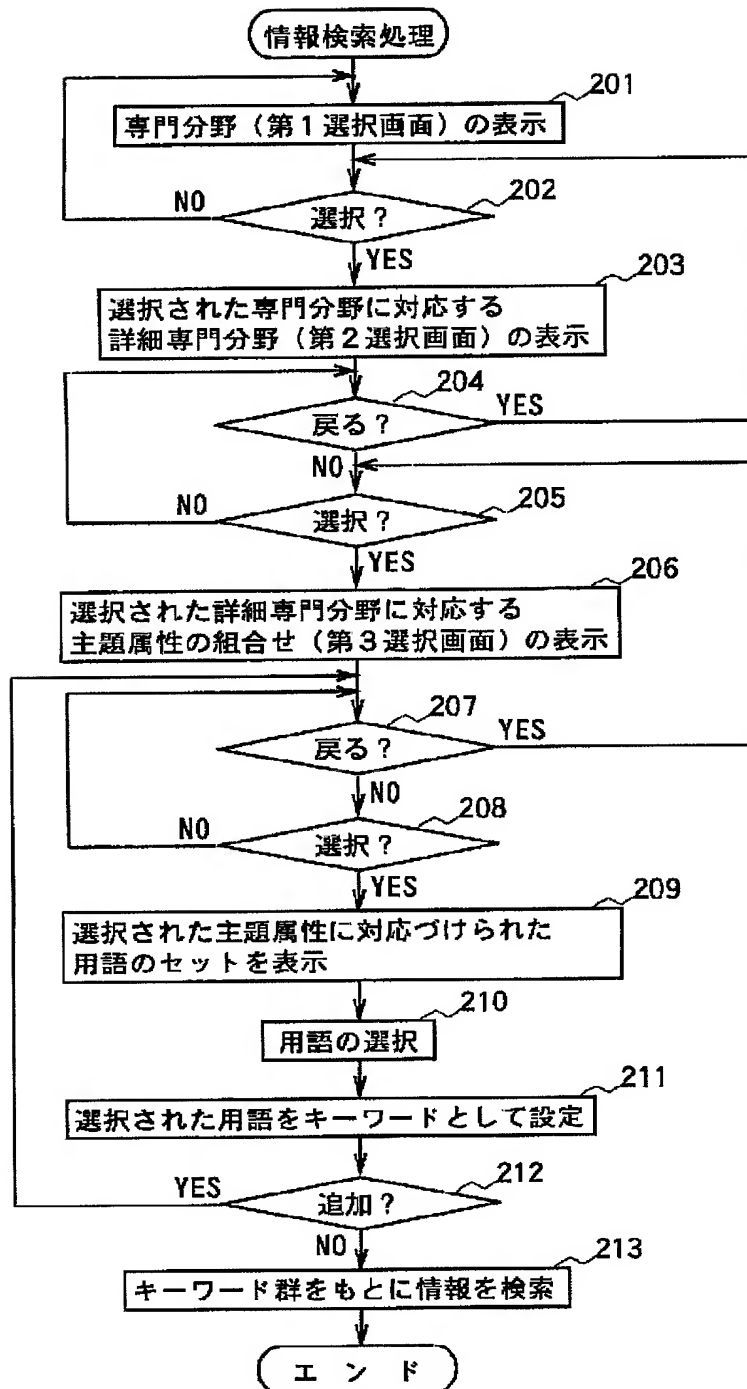 情報検索処理
201
専門分野(第1選択画面)の表示
202
NO
選択?
YES
203
選択された専門分野に対応する
詳細専門分野(第2選択画面)の表示
204
YES
戻る?
NO
205
NO
選択?
YES
206
選択された詳細専門分野に対応する
主題属性の組合せ(第3選択画面)の表示
207
YES
戻る?
NO
208
NO
選択?
YES
209
選択された主題属性に対応づけられた
用語のセットを表示
210
用語の選択
211
選択された用語をキーワードとして設定
212
YES
追加?
NO
213
キーワード群をもとに情報を検索
エンド